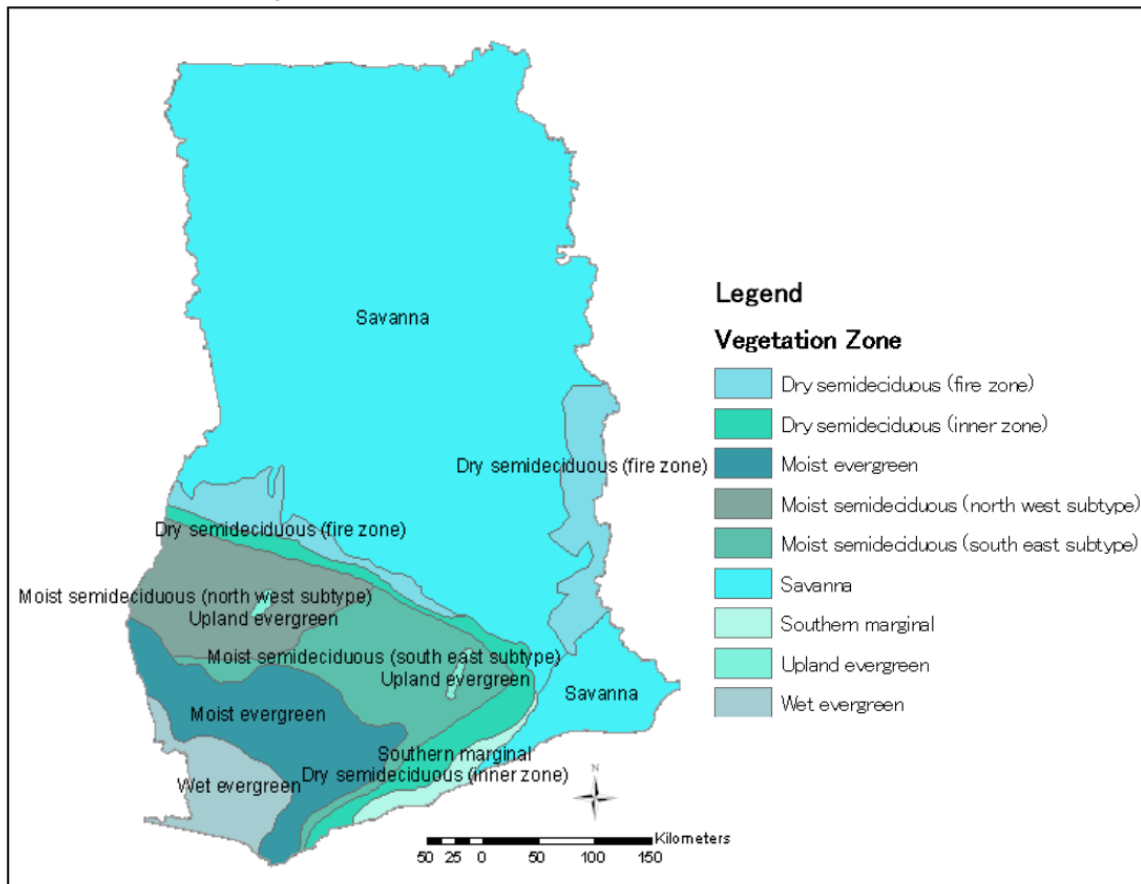 Savanna
Legend
Vegetation Zone
Dry semideciduous (fire zone)
Dry semideciduous (inner zone)
Moist evergreen
Moist semideciduous (north west subtype)
Moist semideciduous (south east subtype)
Savanna
Southern marginal
Upland evergreen
Wet evergreen
Dry semideciduous (fire zone)
Dry semideciduous (fire zone)
Moist semideciduous (north west subtype)
Upland evergreen
Moist semideciduous (south east subtype)
Upland evergreen
Savanna
Moist evergreen
Southern marginal
Dry semideciduous (inner zone)
Wet evergreen
N
Kilometers
50 25 0 50 100 150